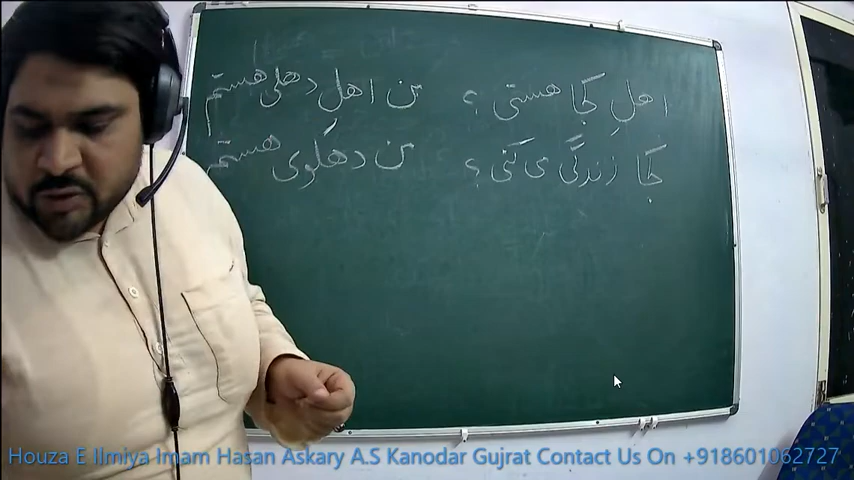 اهلِ کجا هستی ؟ من اهل دهلی هستم
کجا زندگی می کنی ؟ من دهلوی هستم
Houza E Ilmiya Imam Hasan Askary A.S Kanodar Gujrat Contact Us On +918601062727